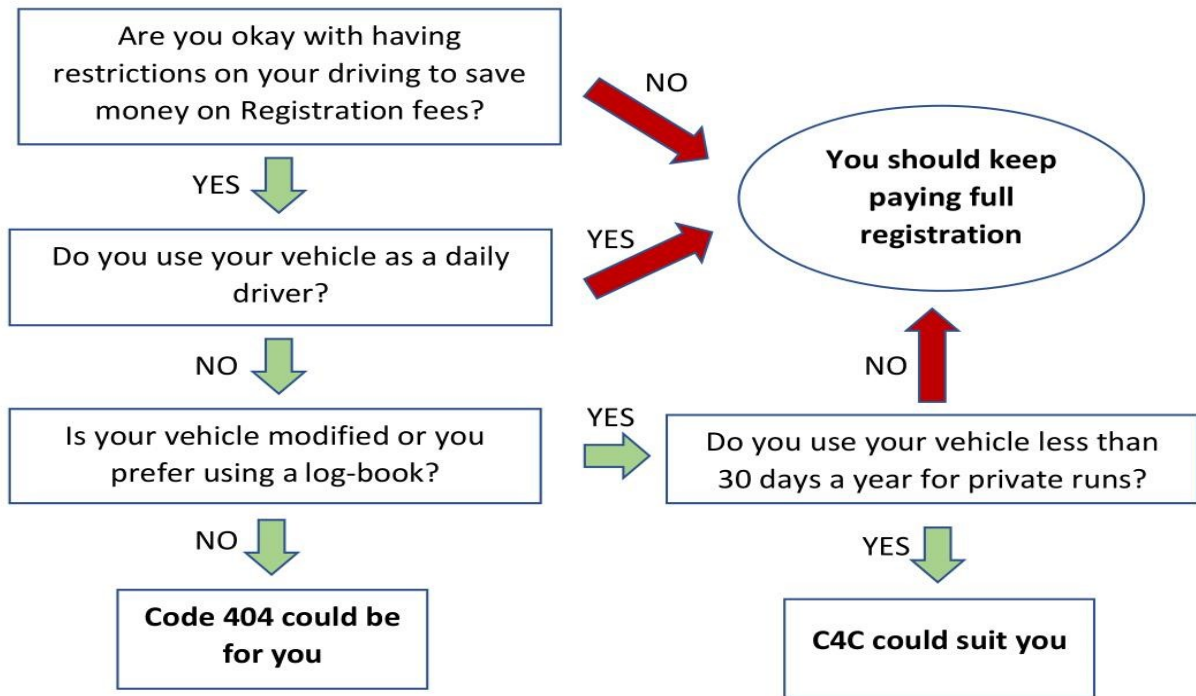 Are you okay with having
restrictions on your driving to save
money on Registration fees?
NO
YES
You should keep
paying full
registration
Do you use your vehicle as a daily
driver?
YES
NO
NO
Is your vehicle modified or you
prefer using a log-book?
YES
Do you use your vehicle less than
30 days a year for private runs?
NO
YES
Code 404 could be
for you
C4C could suit you